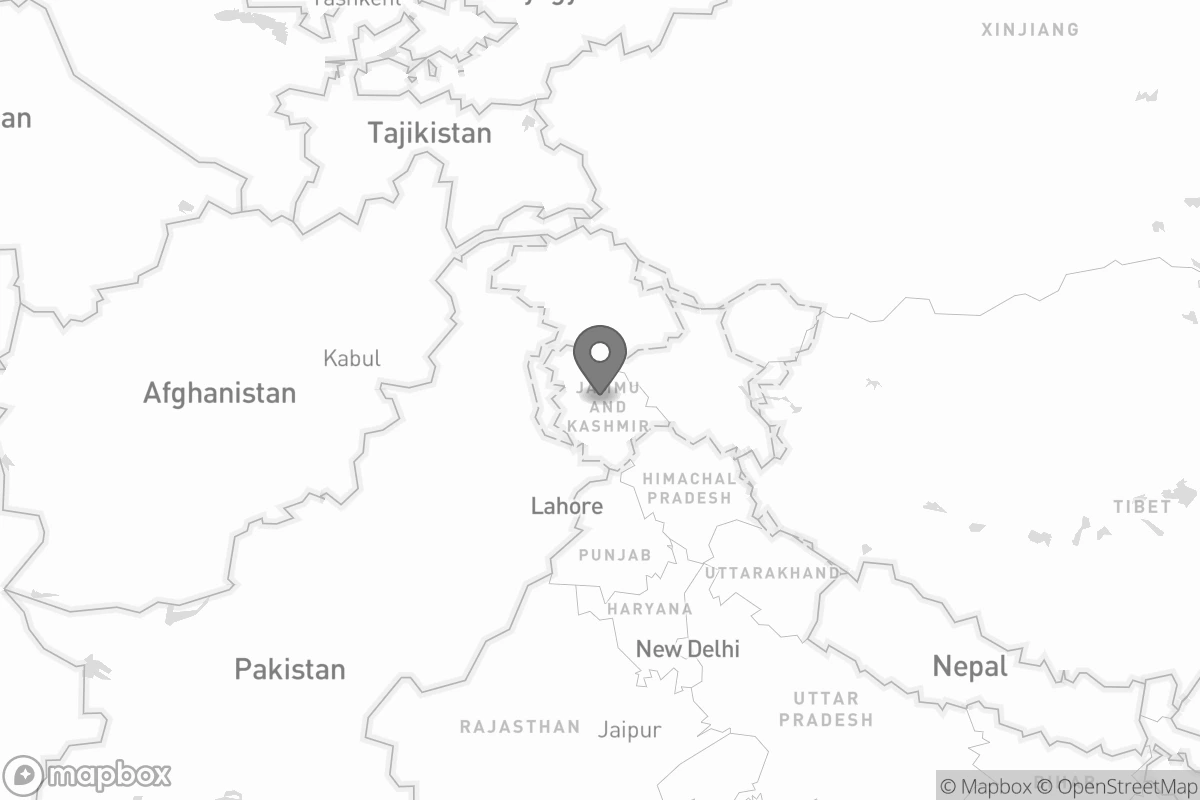 Tashkent
XINJIANG
an
Tajikistan
Kabul
Afghanistan
JAMMU
AND
KASHMIR
HIMACHAL
PRADESH
Lahore
TIBET
PUNJAB
UTTARAKHAND
HARYANA
New Delhi
Nepal
Pakistan
UTTAR
PRADESH
RAJASTHAN
Jaipur
mapbox
BIHAR
© Mapbox © OpenStreetMap